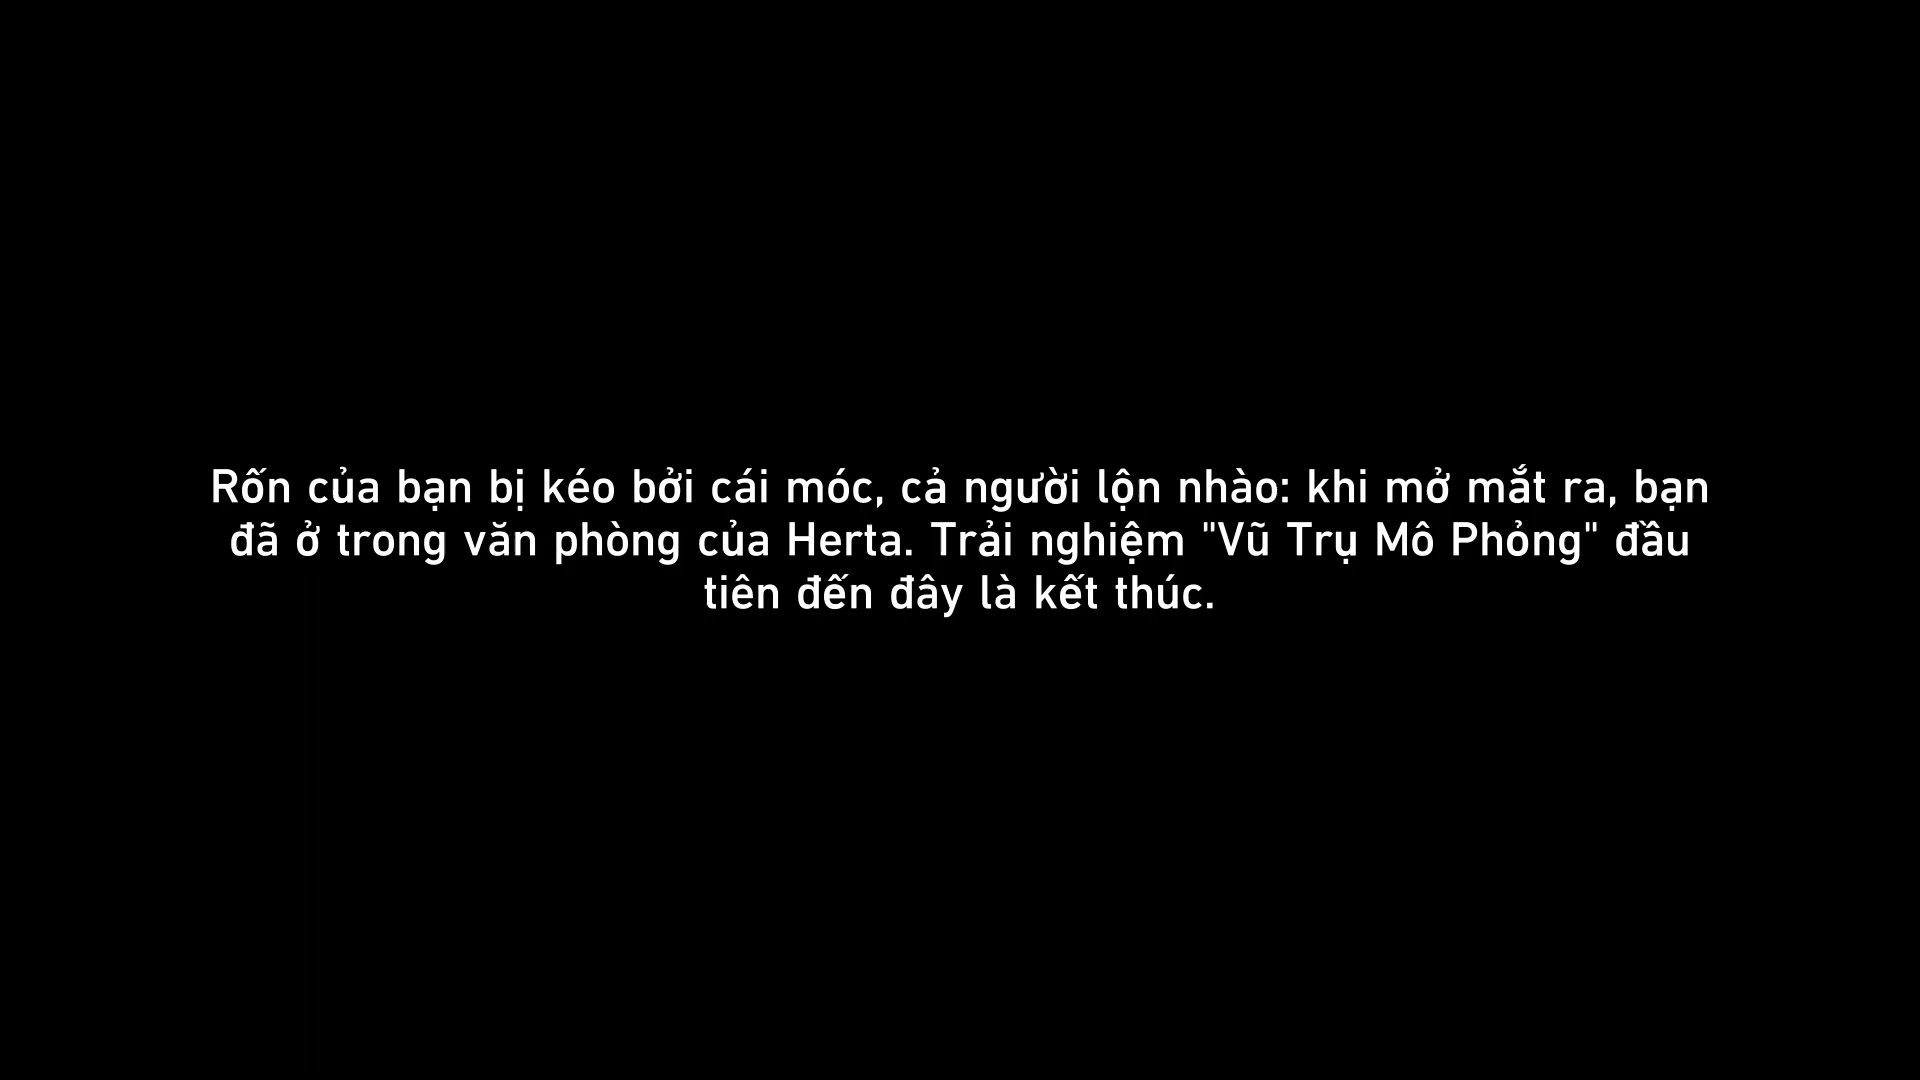 Rốn của bạn bị kéo bởi cái móc, cả người lộn nhào: khi mở mắt ra, bạn
đã ở trong văn phòng của Herta. Trải nghiệm "Vũ Trụ Mô Phỏng" đầu
tiên đến đây là kết thúc.